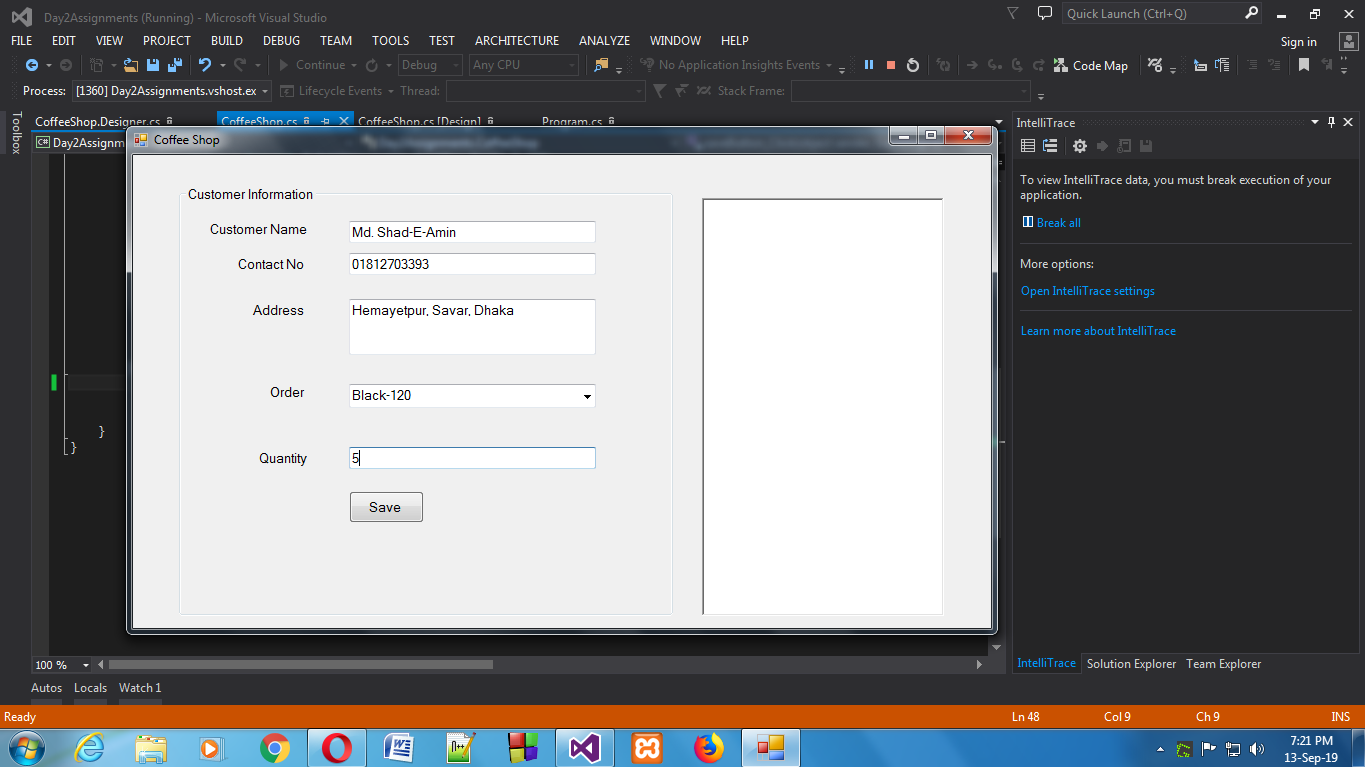 Day2Assignments (Running) - Microsoft Visual Studio
Quick Launch (Ctrl+Q)
FILE EDIT VIEW PROJECT BUILD DEBUG TEAM TOOLS TEST ARCHITECTURE ANALYZE WINDOW HELP
Sign in
Continue Debug Any CPU No Application Insights Events Code Map
Process: [1360] Day2Assignments.vshost.ex Lifecycle Events Thread: Stack Frame:
Toolbox
CoffeeShop.Designer.cs CoffeeShop.cs CoffeeShop.cs [Design] Program.cs
C# Day2Assignm
Coffee Shop
Customer Information
Customer Name Md. Shad-E-Amin
Contact No 01812703393
Address Hemayetpur, Savar, Dhaka
Order Black-120
Quantity 5
Save
}
}
IntelliTrace
To view IntelliTrace data, you must break execution of your
application.
Break all
More options:
Open IntelliTrace settings
Learn more about IntelliTrace
100 %
IntelliTrace Solution Explorer Team Explorer
Autos Locals Watch 1
Ready Ln 48 Col 9 Ch 9 INS
7:21 PM
13-Sep-19